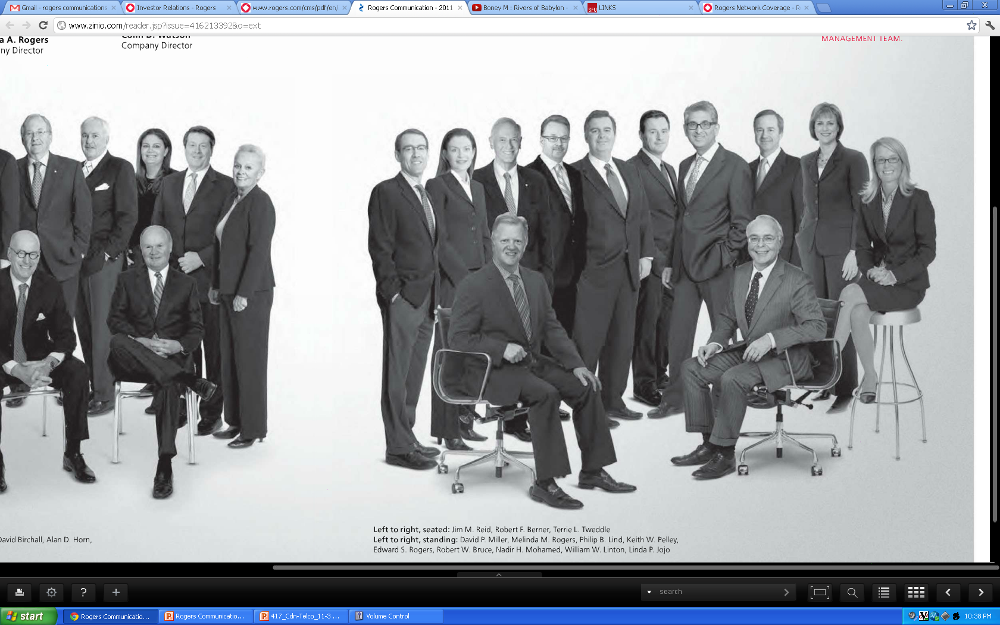 Gmail - rogers communications
Investor Relations - Rogers
www.rogers.com/cms/pdf/en/
Rogers Communication - 2011
Boney M : Rivers of Babylon -
SFU LINKS
Rogers Network Coverage - R
www.zinio.com/reader.jsp?issue=416213392&o=ext
a A. Rogers
ny Director
Colin D. Watson
Company Director
MANAGEMENT TEAM.
David Birchall, Alan D. Horn,
Left to right, seated: Jim M. Reid, Robert F. Berner, Terrie L. Tweddle
Left to right, standing: David P. Miller, Melinda M. Rogers, Philip B. Lind, Keith W. Pelley,
Edward S. Rogers, Robert W. Bruce, Nadir H. Mohamed, William W. Linton, Linda P. Jojo
?
search
start
Rogers Communicatio...
Rogers Communicatio...
417_Cdn-Telco_11-3 ...
Volume Control
10:38 PM